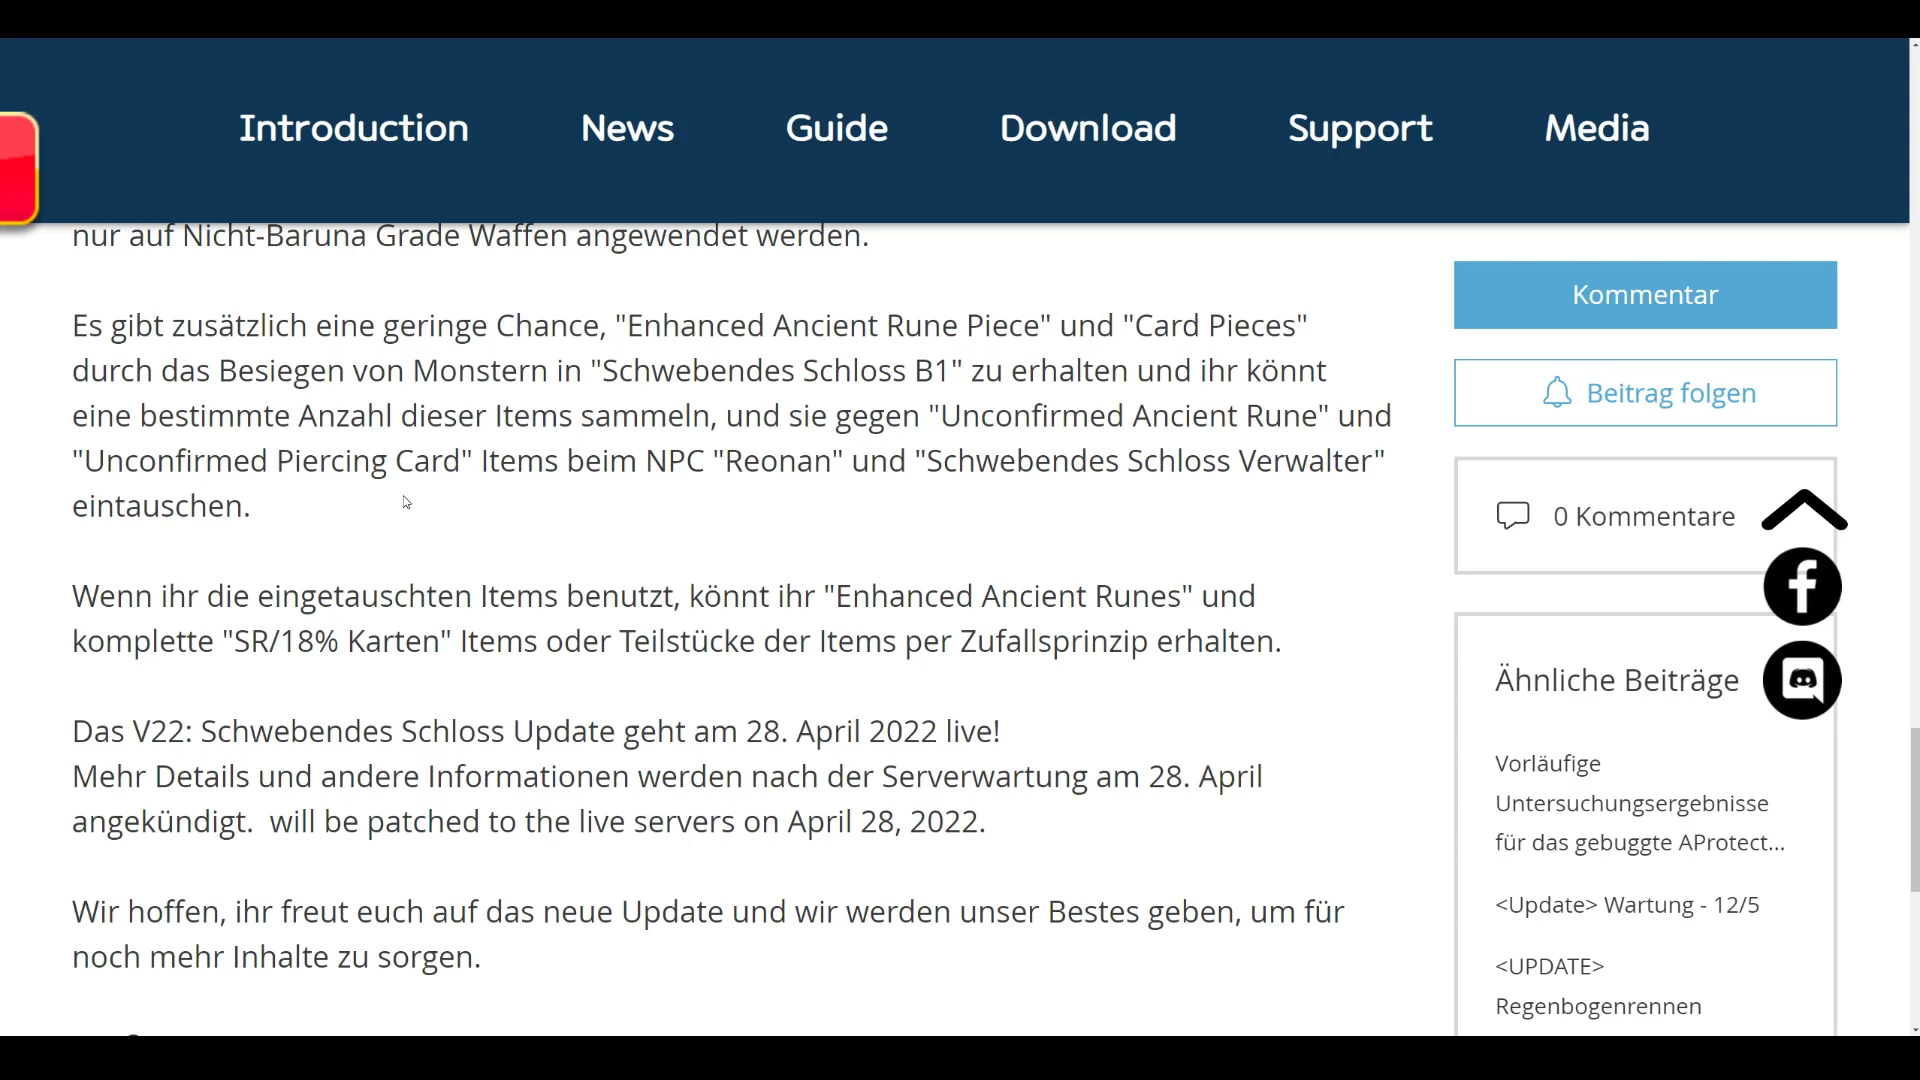 Introduction
News
Guide
Download
Support
Media
nur auf Nicht-Baruna Grade Waffen angewendet werden.
Es gibt zusätzlich eine geringe Chance, "Enhanced Ancient Rune Piece" und "Card Pieces"
durch das Besiegen von Monstern in "Schwebendes Schloss B1" zu erhalten und ihr könnt
eine bestimmte Anzahl dieser Items sammeln, und sie gegen "Unconfirmed Ancient Rune" und
"Unconfirmed Piercing Card" Items beim NPC "Reonan" und "Schwebendes Schloss Verwalter"
eintauschen.
Wenn ihr die eingetauschten Items benutzt, könnt ihr "Enhanced Ancient Runes" und
komplette "SR/18% Karten" Items oder Teilstücke der Items per Zufallsprinzip erhalten.
Das V22: Schwebendes Schloss Update geht am 28. April 2022 live!
Mehr Details und andere Informationen werden nach der Serverwartung am 28. April
angekündigt.  will be patched to the live servers on April 28, 2022.
Wir hoffen, ihr freut euch auf das neue Update und wir werden unser Bestes geben, um für
noch mehr Inhalte zu sorgen.
Kommentar
Beitrag folgen
0 Kommentare
Ähnliche Beiträge
Vorläufige
Untersuchungsergebnisse
für das gebuggte AProtect...
<Update> Wartung - 12/5
<UPDATE>
Regenbogenrennen